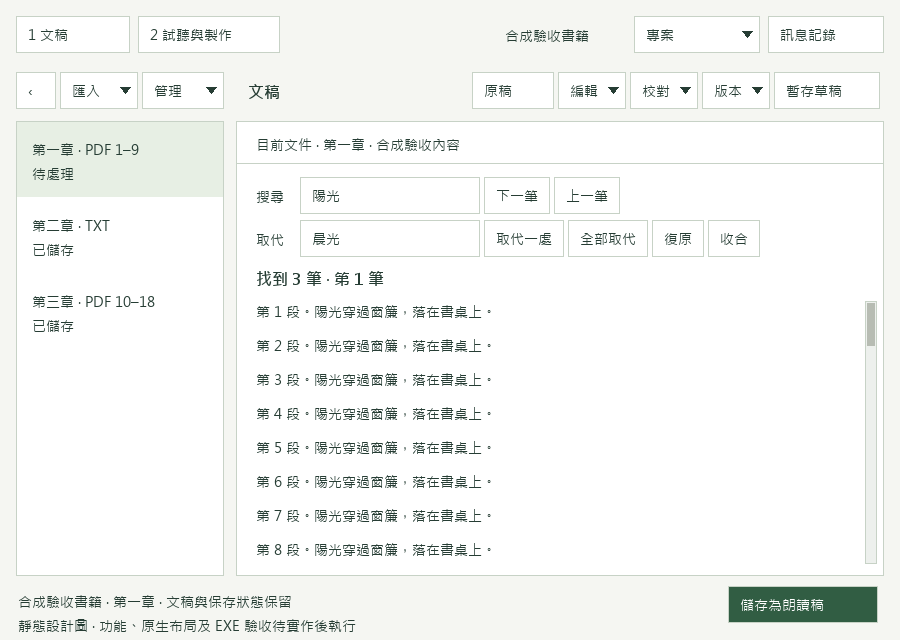 1 文稿
2 試聽與製作
合成驗收書籍
專案
訊息記錄
‹
匯入
管理
文稿
原稿
編輯
校對
版本
暫存草稿
第一章 · PDF 1–9
待處理
第二章 · TXT
已儲存
第三章 · PDF 10–18
已儲存
目前文件 · 第一章 · 合成驗收內容
搜尋
陽光
下一筆
上一筆
取代
晨光
取代一處
全部取代
復原
收合
找到 3 筆 · 第 1 筆
第 1 段。陽光穿過窗簾，落在書桌上。
第 2 段。陽光穿過窗簾，落在書桌上。
第 3 段。陽光穿過窗簾，落在書桌上。
第 4 段。陽光穿過窗簾，落在書桌上。
第 5 段。陽光穿過窗簾，落在書桌上。
第 6 段。陽光穿過窗簾，落在書桌上。
第 7 段。陽光穿過窗簾，落在書桌上。
第 8 段。陽光穿過窗簾，落在書桌上。
合成驗收書籍 · 第一章 · 文稿與保存狀態保留
靜態設計圖 · 功能、原生布局及 EXE 驗收待實作後執行
儲存為朗讀稿